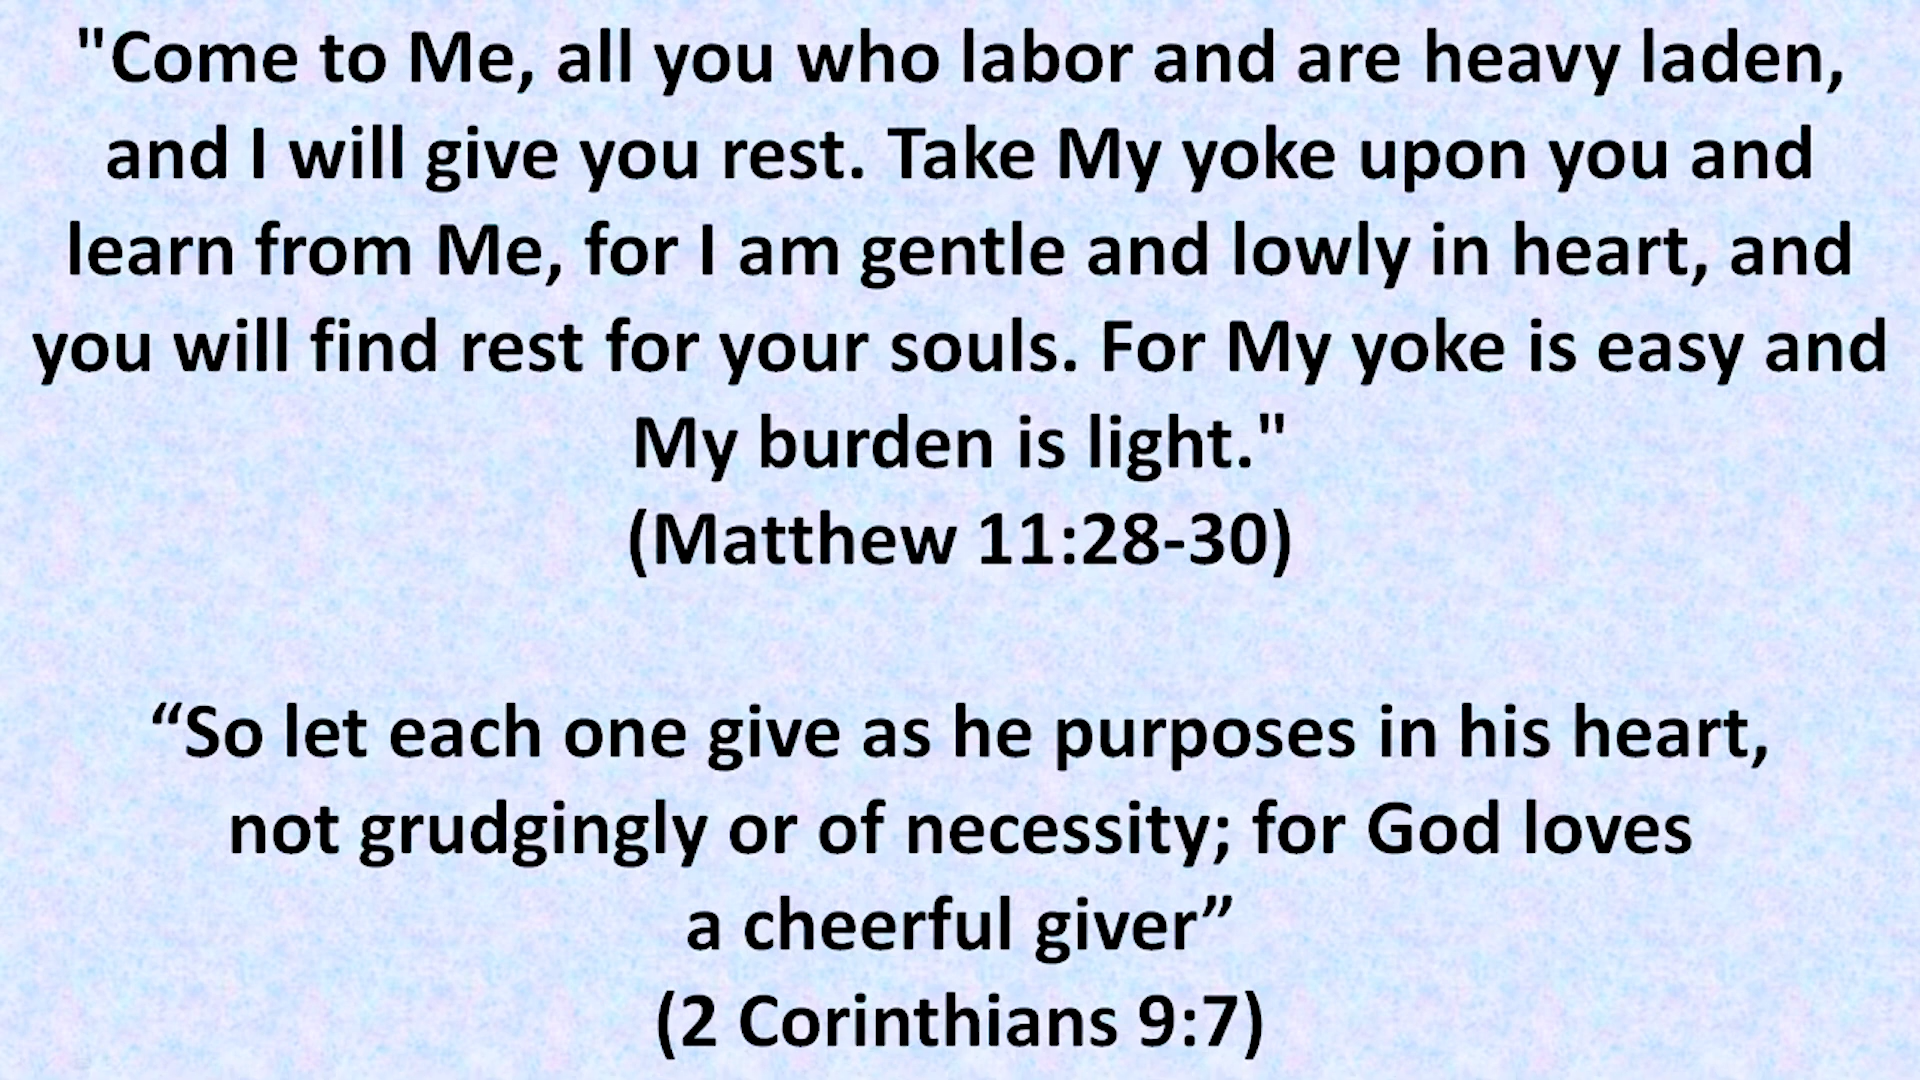 "Come to Me, all you who labor and are heavy laden,
and I will give you rest. Take My yoke upon you and
learn from Me, for I am gentle and lowly in heart, and
you will find rest for your souls. For My yoke is easy and
My burden is light."
(Matthew 11:28-30)
“So let each one give as he purposes in his heart,
not grudgingly or of necessity; for God loves
a cheerful giver”
(2 Corinthians 9:7)